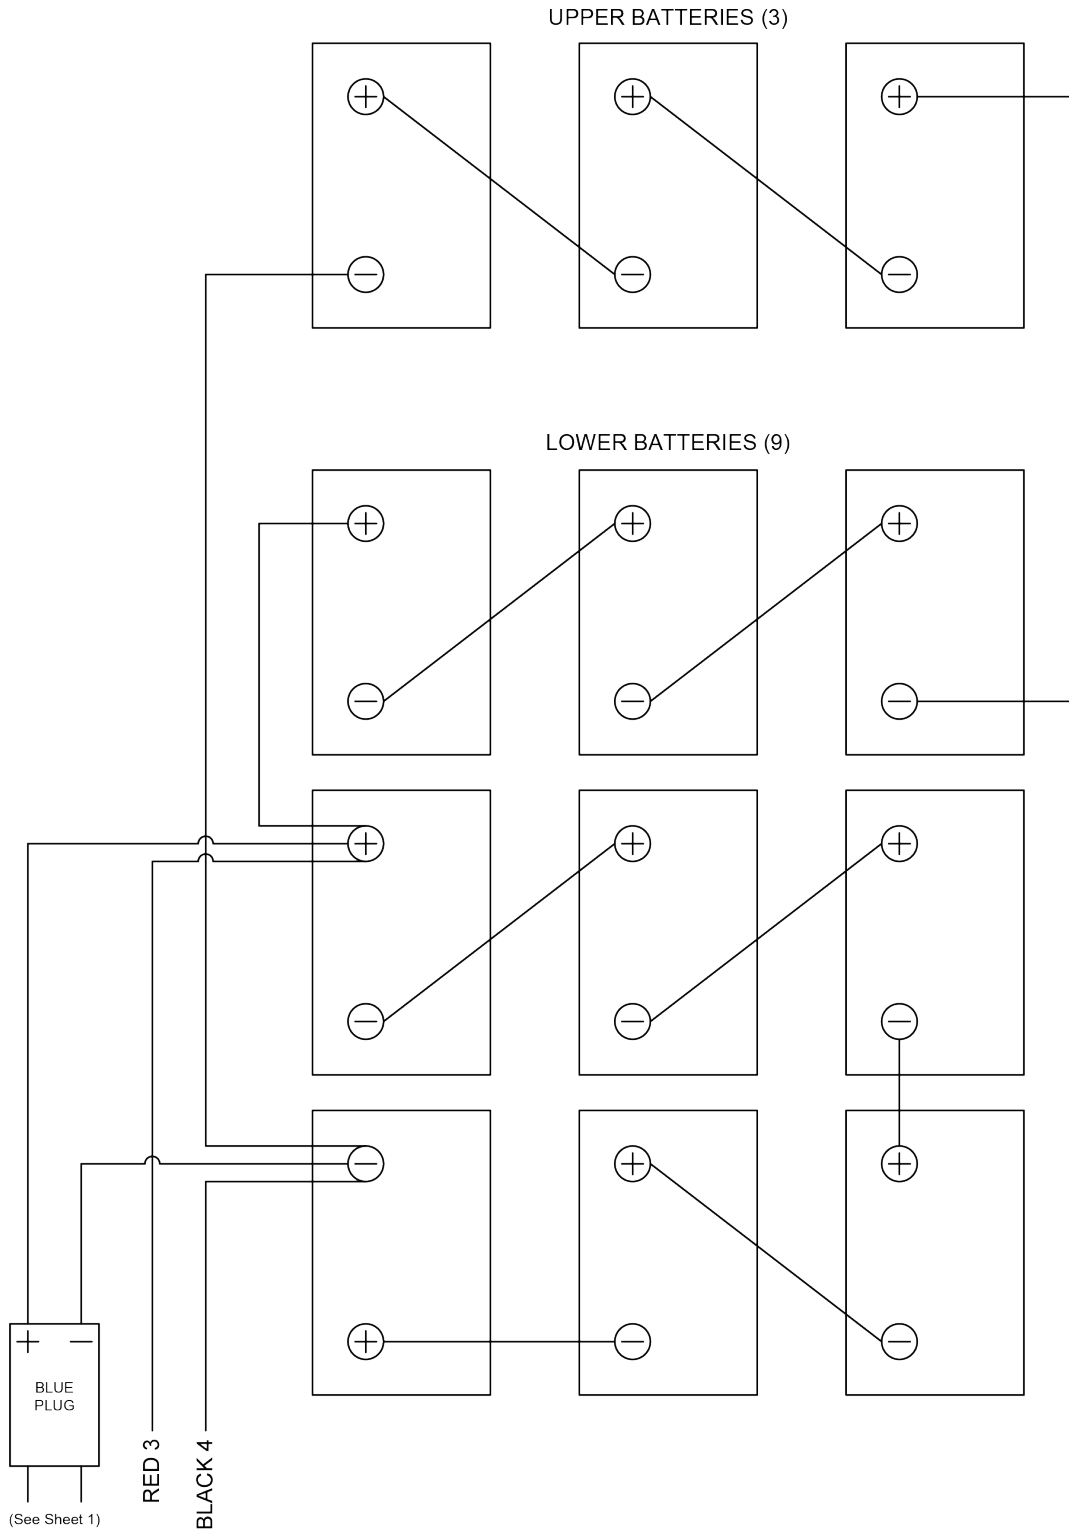 UPPER BATTERIES (3)
LOWER BATTERIES (9)
BLUE
PLUG
RED 3
BLACK 4
(See Sheet 1)